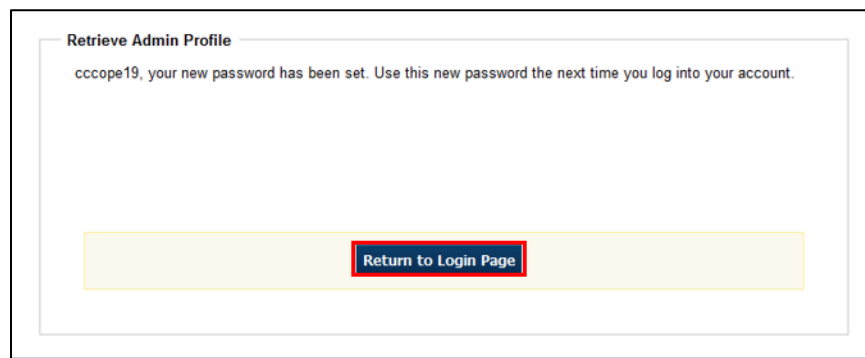 Retrieve Admin Profile
cccope19, your new password has been set. Use this new password the next time you log into your account.
Return to Login Page